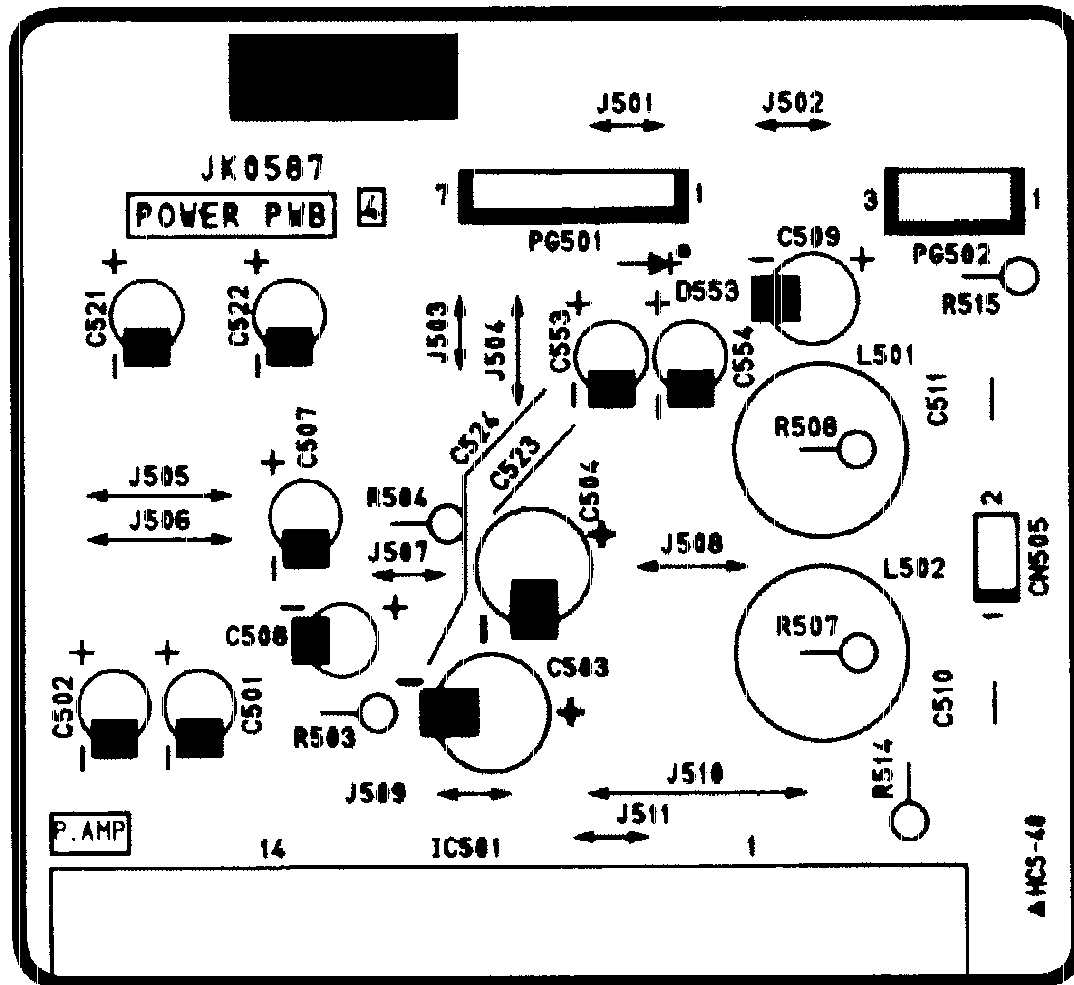 J501 J502
JK0587
7 1 3 1
POWER PWB 4
PG501 C509 PG502
+ + - +
D553 R515
C521 C522 J503 J504 C553 C554
+ +
- - - -
L501
C511
C507 C524 C523 R508
+
J505 R504 C504 2
J506 J507 + J508 CN505
- L502
- + 1
C508 - R507
+ + C503
C502 C501 - + C510
R503
- - R514
J509 J510
J511
P.AMP 14 IC501 1
▲HCS-40